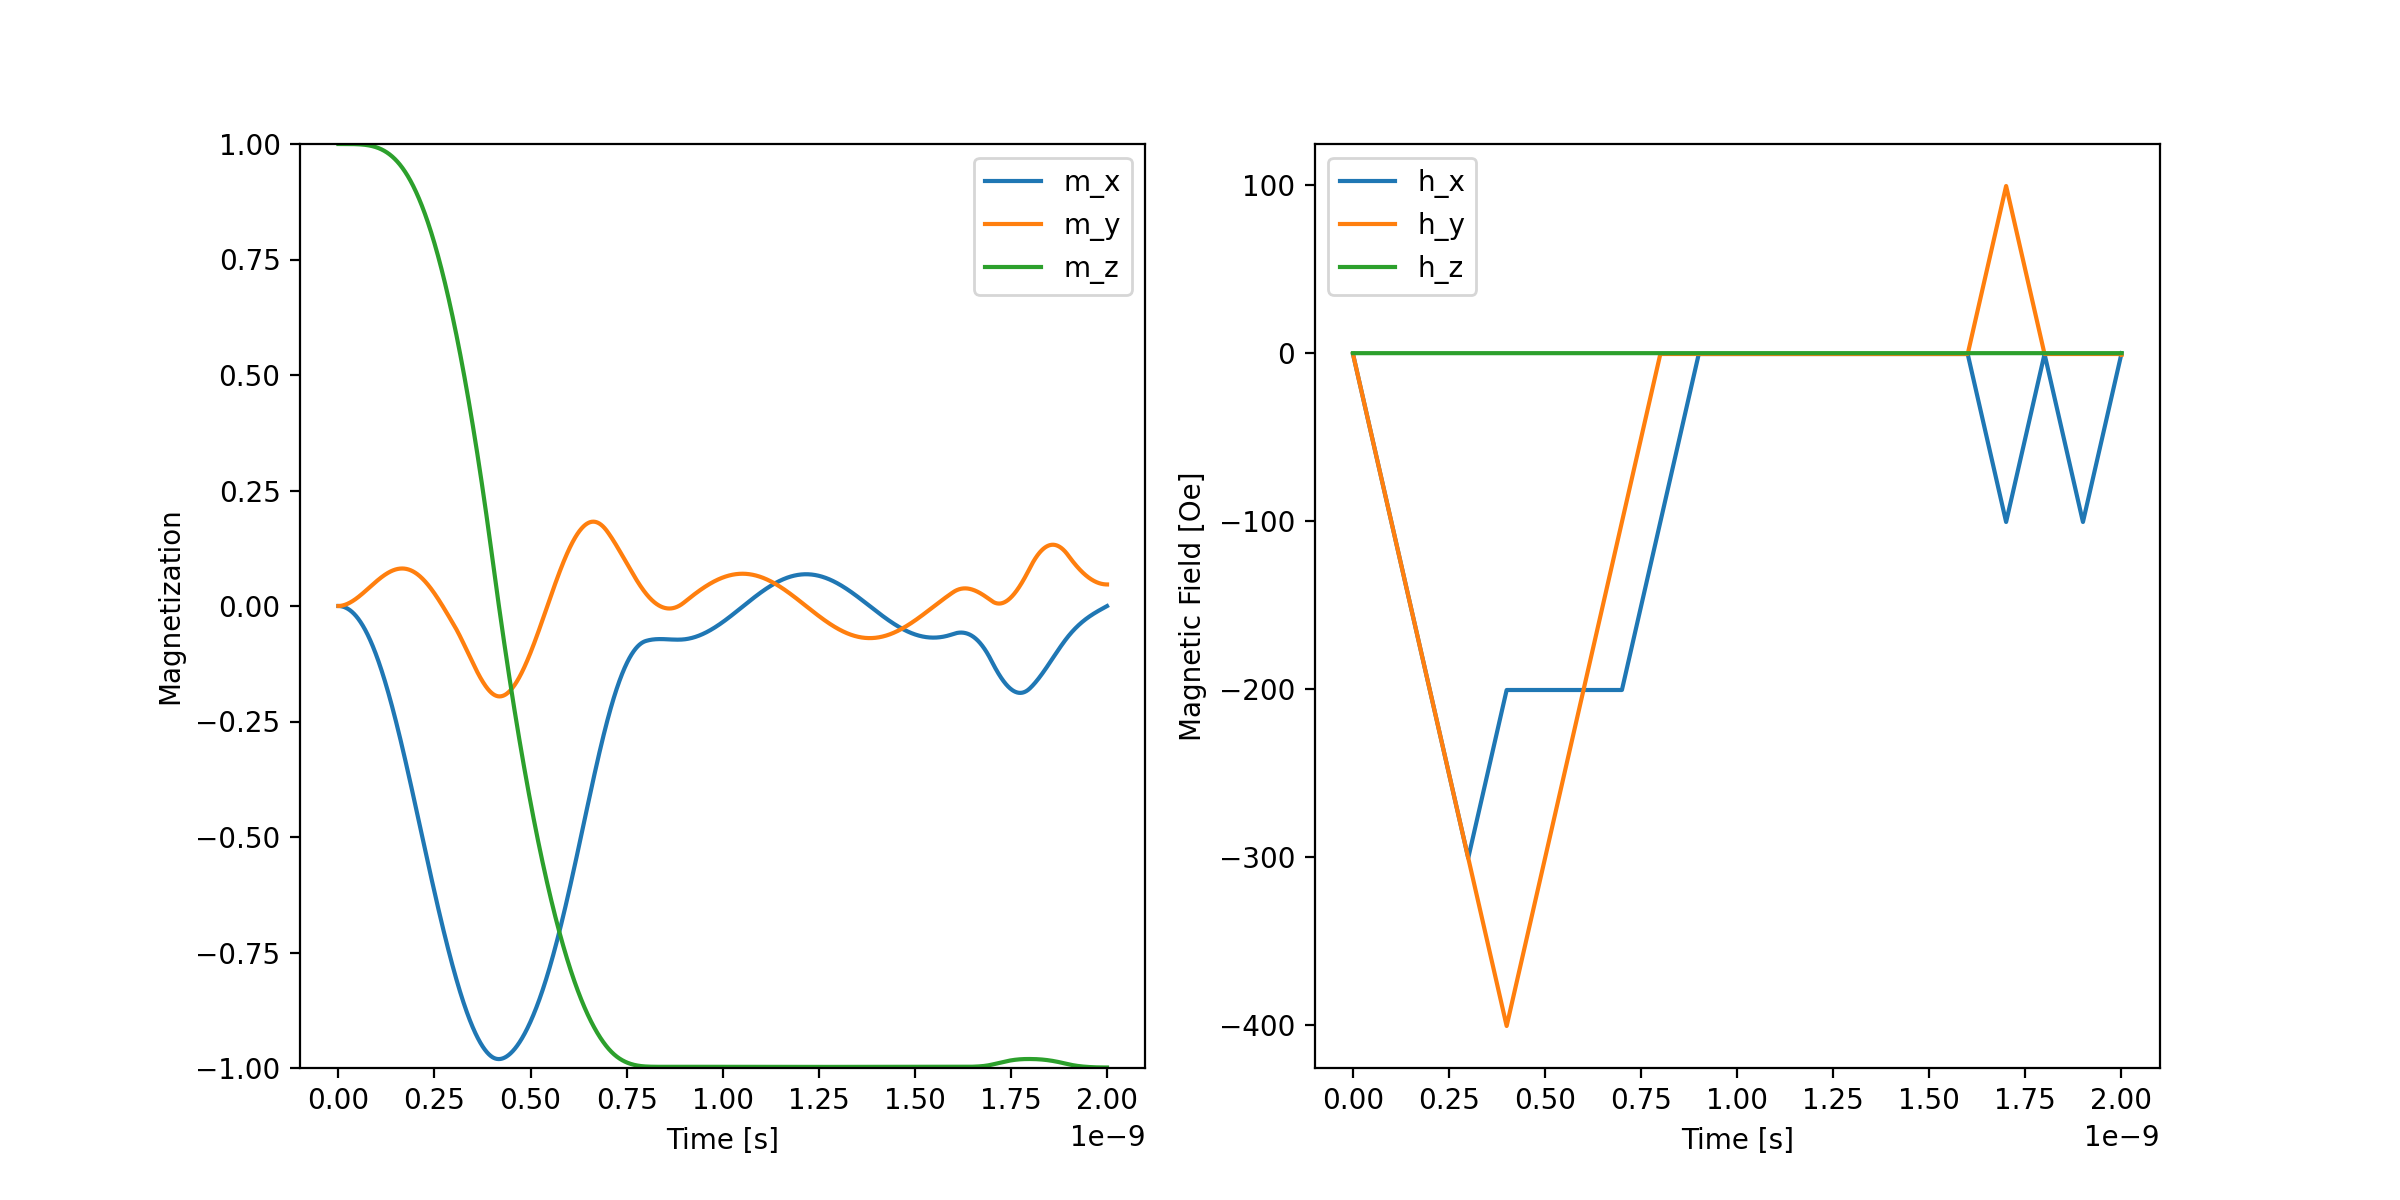 1.00
0.75
0.50
0.25
0.00
−0.25
−0.50
−0.75
−1.00
Magnetization
m_x
m_y
m_z
0.00 0.25 0.50 0.75 1.00 1.25 1.50 1.75 2.00
Time [s]
1e−9
100
0
−100
−200
−300
−400
Magnetic Field [Oe]
h_x
h_y
h_z
0.00 0.25 0.50 0.75 1.00 1.25 1.50 1.75 2.00
Time [s]
1e−9